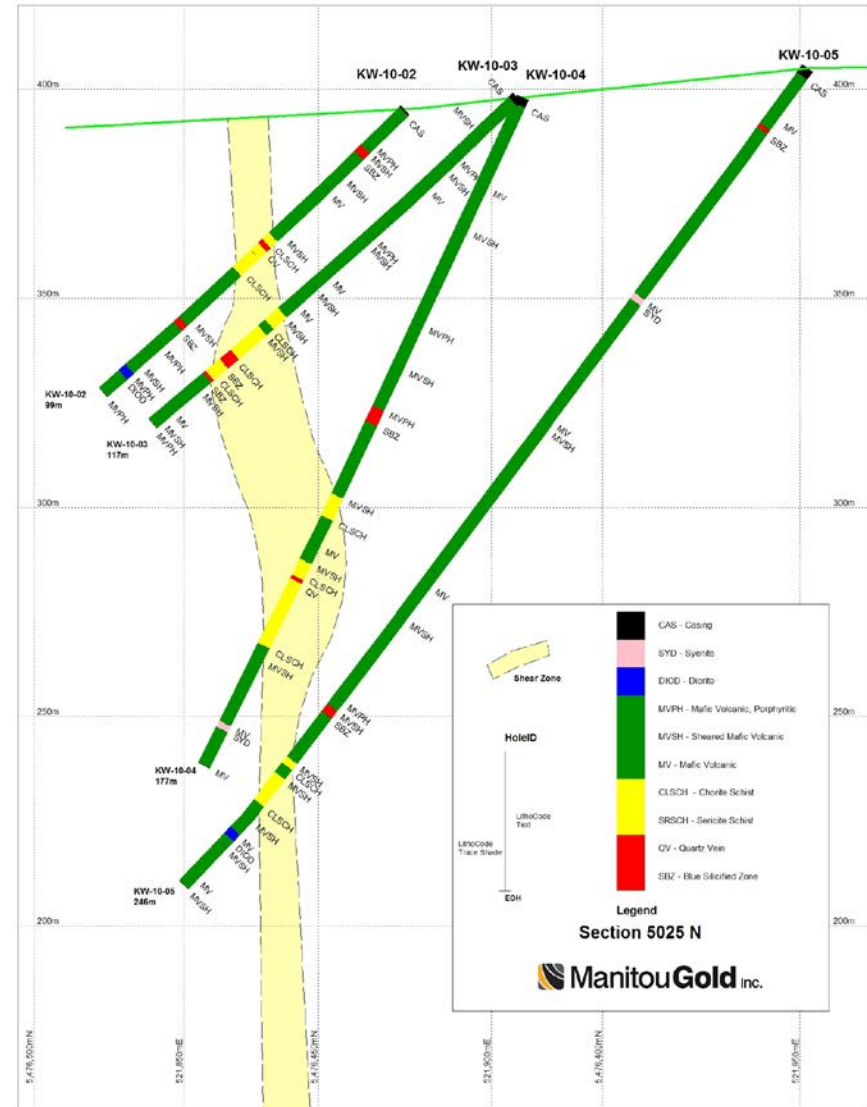 KW-10-02
KW-10-03
KW-10-04
KW-10-05
400m
400m
CAS
CAS
CAS
CAS
MVPH
MVSH
SBZ
MVSH
MV
MVSH
CLSCH
QV
CLSCH
MVSH
SBZ
MVPH
MVSH
MVPH
DIOD
MVPH
KW-10-02
99m
MVSH
MVPH
MVSH
MV
MVPH
MVSH
MV
MVSH
MV
MVSH
CLSCH
MVSH
CLSCH
SBZ
CLSCH
SBZ
MVSH
MV
MVSH
MVPH
KW-10-03
117m
MV
MVSH
MVPH
MVSH
MVPH
SBZ
MVSH
CLSCH
MV
MVSH
CLSCH
QV
CLSCH
MVSH
MV
SYD
MV
KW-10-04
177m
MV
SBZ
MV
SYD
MV
MVSH
MV
MVSH
MVPH
MVSH
SBZ
MVSH
CLSCH
MVSH
CLSCH
MVSH
MV
DIOD
MVSH
MV
MVSH
KW-10-05
246m
350m
350m
300m
300m
250m
250m
200m
200m
CAS - Casing
SYD - Syenite
DIOD - Diorite
MVPH - Mafic Volcanic, Porphyritic
MVSH - Sheared Mafic Volcanic
MV - Mafic Volcanic
CLSCH - Chorite Schist
SRSCH - Sericite Schist
QV - Quartz Vein
SBZ - Blue Silicified Zone
Shear Zone
HoleID
LithoCode
Text
LithoCode
Trace Shade
EOH
Legend
Section 5025 N
ManitouGold Inc.
5,476,500mN
521,850mE
5,476,450mN
521,900mE
5,476,400mN
521,950mE